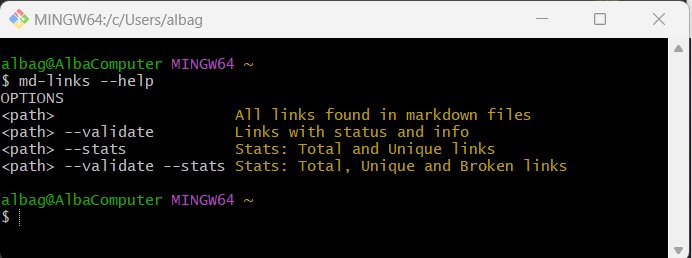 MINGW64:/c/Users/albag
albag@AlbaComputer MINGW64 ~
$ md-links --help
OPTIONS
<path>                     All links found in markdown files
<path> --validate          Links with status and info
<path> --stats             Stats: Total and Unique links
<path> --validate --stats Stats: Total, Unique and Broken links
albag@AlbaComputer MINGW64 ~
$